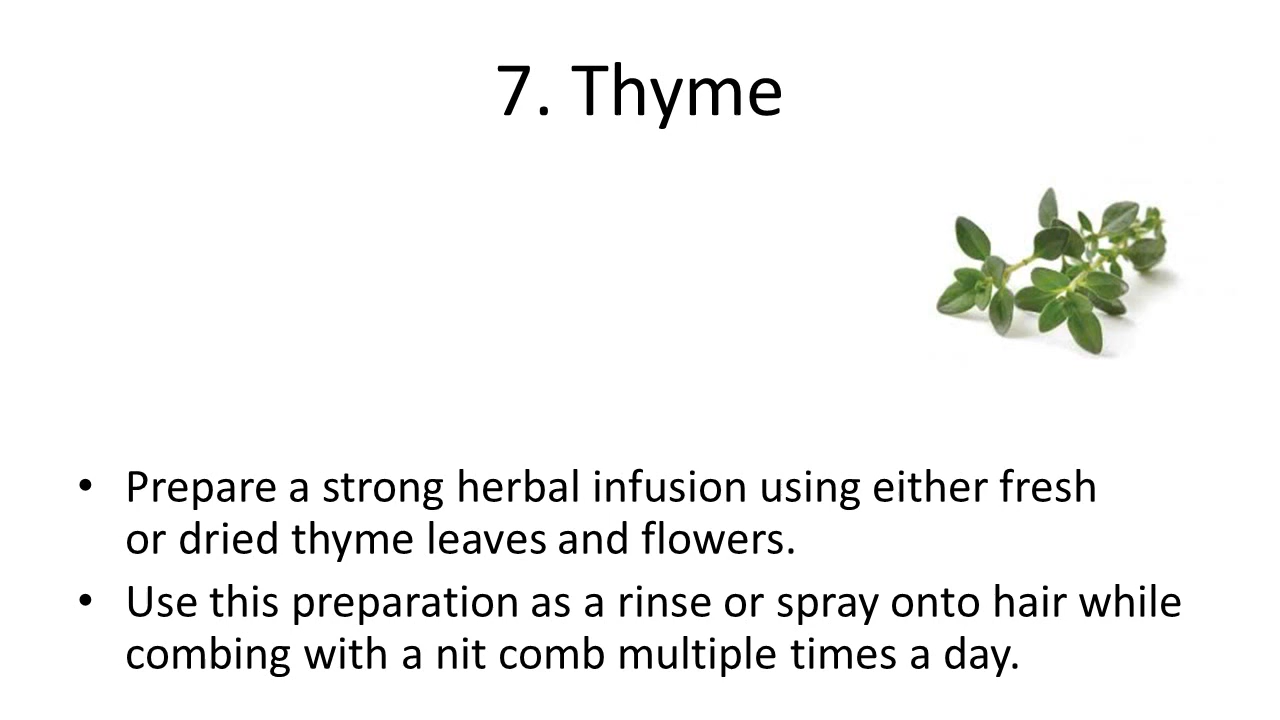 7. Thyme
• Prepare a strong herbal infusion using either fresh
or dried thyme leaves and flowers.
• Use this preparation as a rinse or spray onto hair while
combing with a nit comb multiple times a day.